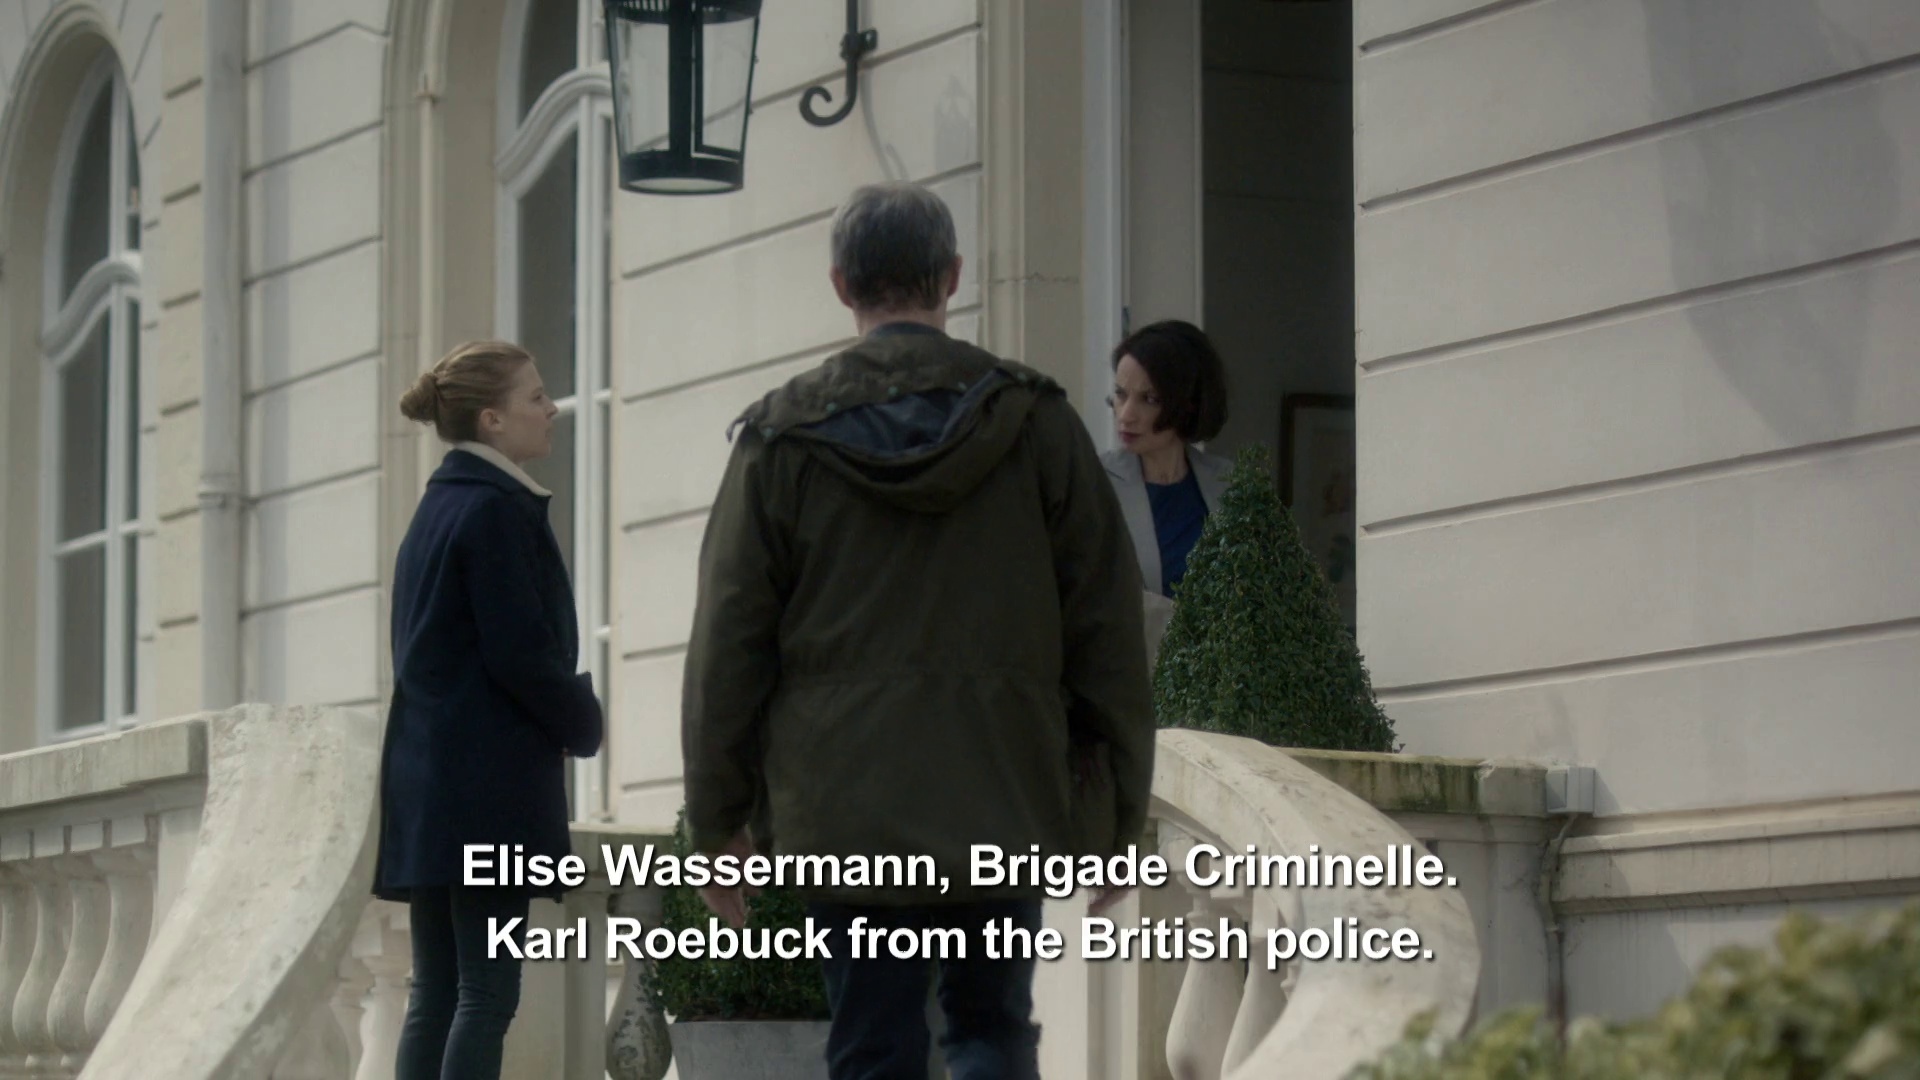 Elise Wassermann, Brigade Criminelle.
Karl Roebuck from the British police.